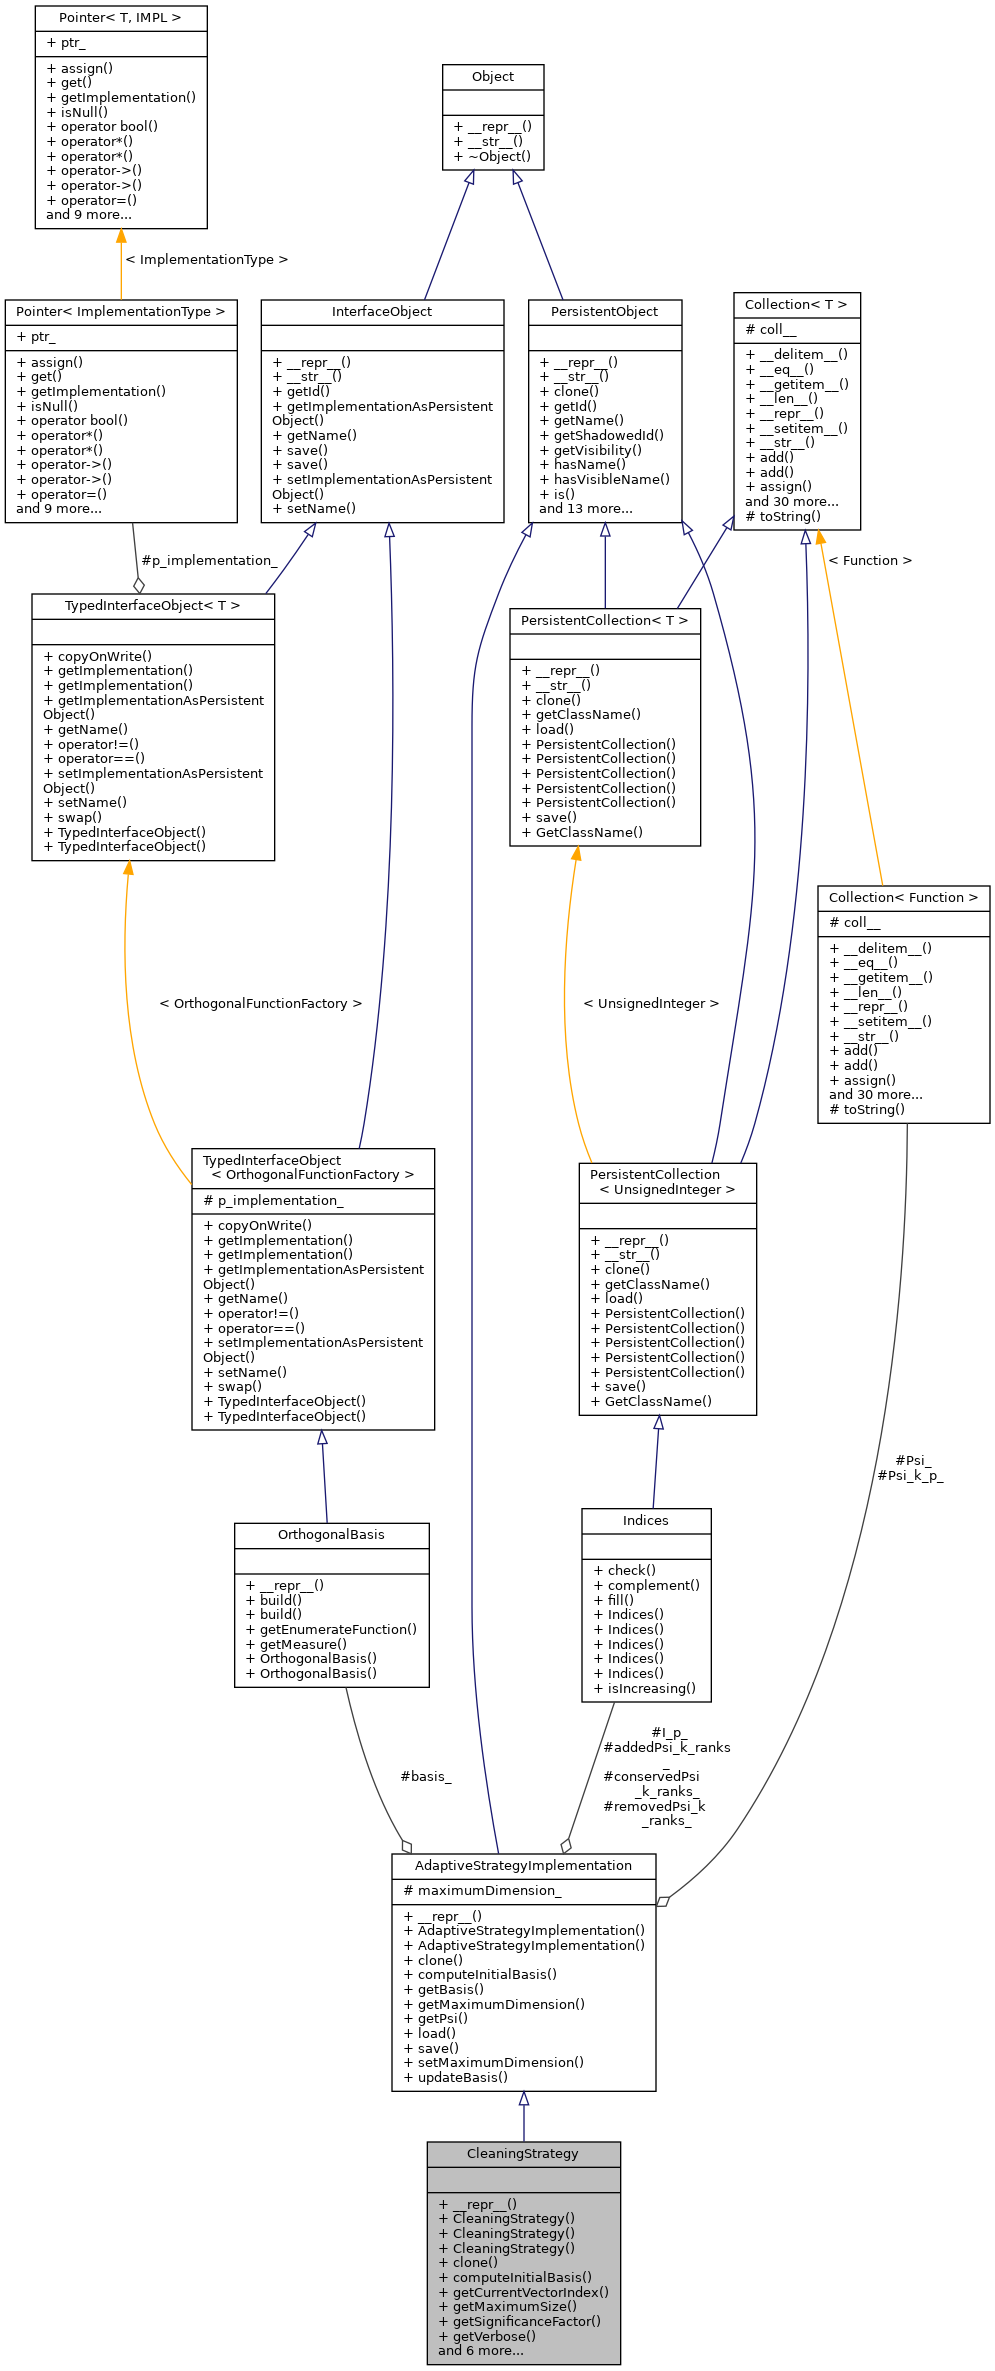 Pointer< T, IMPL >
+ ptr_
+ assign()
+ get()
+ getImplementation()
+ isNull()
+ operator bool()
+ operator*()
+ operator*()
+ operator->()
+ operator->()
+ operator=()
and 9 more...
Object
+ __repr__()
+ __str__()
+ ~Object()
< ImplementationType >
Pointer< ImplementationType >
+ ptr_
+ assign()
+ get()
+ getImplementation()
+ isNull()
+ operator bool()
+ operator*()
+ operator*()
+ operator->()
+ operator->()
+ operator=()
and 9 more...
InterfaceObject
+ __repr__()
+ __str__()
+ getId()
+ getImplementationAsPersistent
Object()
+ getName()
+ save()
+ save()
+ setImplementationAsPersistent
Object()
+ setName()
PersistentObject
+ __repr__()
+ __str__()
+ clone()
+ getId()
+ getName()
+ getShadowedId()
+ getVisibility()
+ hasName()
+ hasVisibleName()
+ is()
and 13 more...
Collection< T >
# coll__
+ __delitem__()
+ __eq__()
+ __getitem__()
+ __len__()
+ __repr__()
+ __setitem__()
+ __str__()
+ add()
+ add()
+ assign()
and 30 more...
# toString()
#p_implementation_
< Function >
TypedInterfaceObject< T >
+ copyOnWrite()
+ getImplementation()
+ getImplementation()
+ getImplementationAsPersistent
Object()
+ getName()
+ operator!=()
+ operator==()
+ setImplementationAsPersistent
Object()
+ setName()
+ swap()
+ TypedInterfaceObject()
+ TypedInterfaceObject()
PersistentCollection< T >
+ __repr__()
+ __str__()
+ clone()
+ getClassName()
+ load()
+ PersistentCollection()
+ PersistentCollection()
+ PersistentCollection()
+ PersistentCollection()
+ PersistentCollection()
+ save()
+ GetClassName()
Collection< Function >
# coll__
+ __delitem__()
+ __eq__()
+ __getitem__()
+ __len__()
+ __repr__()
+ __setitem__()
+ __str__()
+ add()
+ add()
+ assign()
and 30 more...
# toString()
< OrthogonalFunctionFactory >
< UnsignedInteger >
TypedInterfaceObject
< OrthogonalFunctionFactory >
# p_implementation_
+ copyOnWrite()
+ getImplementation()
+ getImplementation()
+ getImplementationAsPersistent
Object()
+ getName()
+ operator!=()
+ operator==()
+ setImplementationAsPersistent
Object()
+ setName()
+ swap()
+ TypedInterfaceObject()
+ TypedInterfaceObject()
PersistentCollection
< UnsignedInteger >
+ __repr__()
+ __str__()
+ clone()
+ getClassName()
+ load()
+ PersistentCollection()
+ PersistentCollection()
+ PersistentCollection()
+ PersistentCollection()
+ PersistentCollection()
+ save()
+ GetClassName()
#Psi_
#Psi_k_p_
OrthogonalBasis
+ __repr__()
+ build()
+ build()
+ getEnumerateFunction()
+ getMeasure()
+ OrthogonalBasis()
+ OrthogonalBasis()
Indices
+ check()
+ complement()
+ fill()
+ Indices()
+ Indices()
+ Indices()
+ Indices()
+ Indices()
+ isIncreasing()
#basis_
#I_p_
#addedPsi_k_ranks
_
#conservedPsi
_k_ranks_
#removedPsi_k
_ranks_
AdaptiveStrategyImplementation
# maximumDimension_
+ __repr__()
+ AdaptiveStrategyImplementation()
+ AdaptiveStrategyImplementation()
+ clone()
+ computeInitialBasis()
+ getBasis()
+ getMaximumDimension()
+ getPsi()
+ load()
+ save()
+ setMaximumDimension()
+ updateBasis()
CleaningStrategy
+ __repr__()
+ CleaningStrategy()
+ CleaningStrategy()
+ CleaningStrategy()
+ clone()
+ computeInitialBasis()
+ getCurrentVectorIndex()
+ getMaximumSize()
+ getSignificanceFactor()
+ getVerbose()
and 6 more...